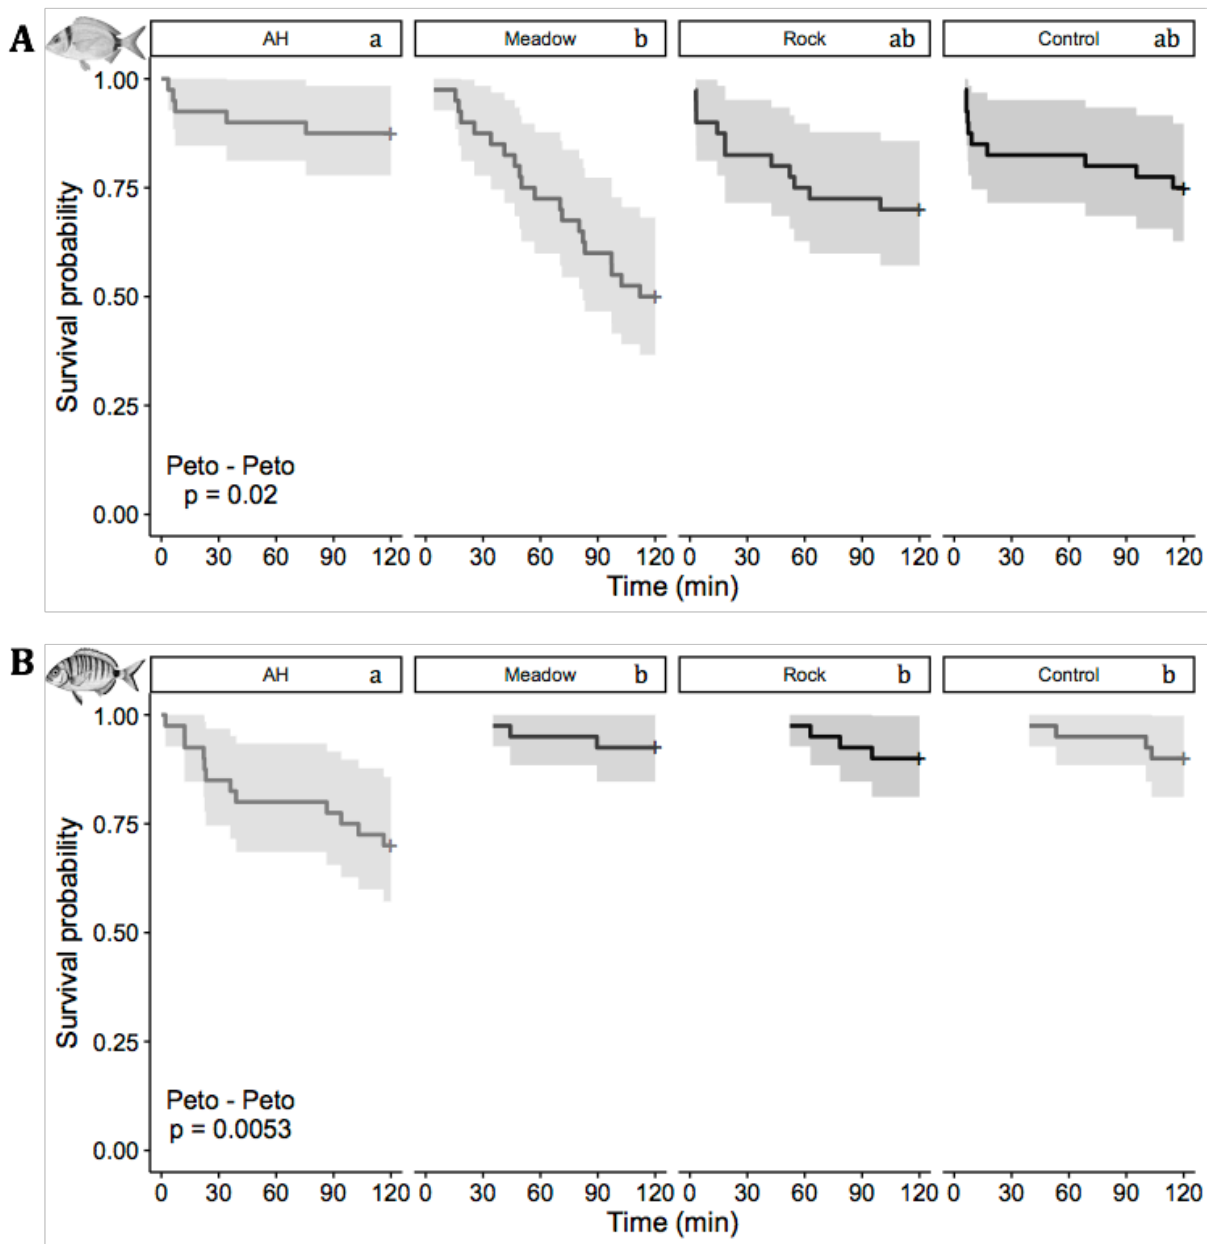 A
AH a Meadow b Rock ab Control ab
Survival probability
1.00
0.75
0.50
0.25
0.00
Peto - Peto
p = 0.02
0 30 60 90 120 0 30 60 90 120 0 30 60 90 120 0 30 60 90 120
Time (min)
B
AH a Meadow b Rock b Control b
Survival probability
1.00
0.75
0.50
0.25
0.00
Peto - Peto
p = 0.0053
0 30 60 90 120 0 30 60 90 120 0 30 60 90 120 0 30 60 90 120
Time (min)